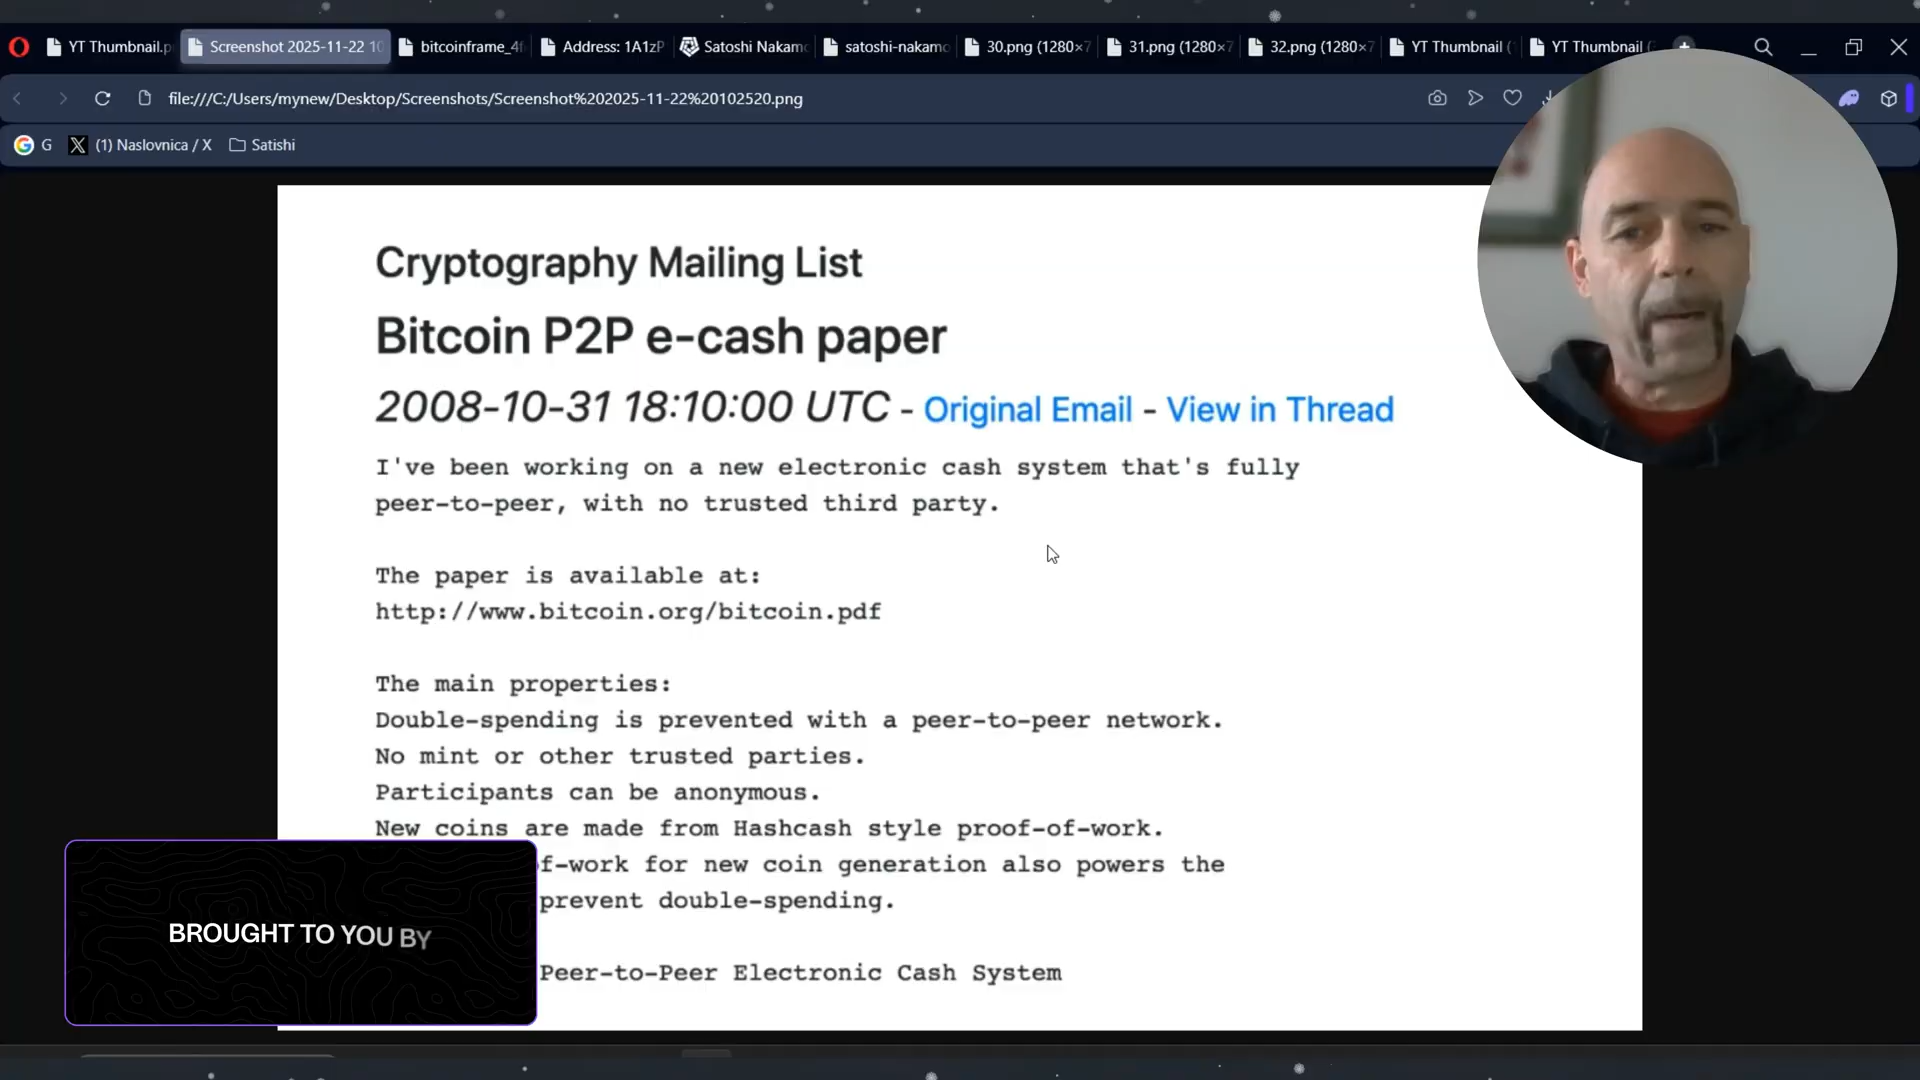 YT Thumbnail.p
Screenshot 2025-11-22 10
bitcoinframe_4f
Address: 1A1zP
Satoshi Nakamo
satoshi-nakamo
30.png (1280×7
31.png (1280×7
32.png (1280×7
YT Thumbnail (
YT Thumbnail (
file:///C:/Users/mynew/Desktop/Screenshots/Screenshot%202025-11-22%20102520.png
G
(1) Naslovnica / X
Satishi
Cryptography Mailing List
Bitcoin P2P e-cash paper
2008-10-31 18:10:00 UTC - Original Email - View in Thread
I've been working on a new electronic cash system that's fully
peer-to-peer, with no trusted third party.
The paper is available at:
http://www.bitcoin.org/bitcoin.pdf
The main properties:
Double-spending is prevented with a peer-to-peer network.
No mint or other trusted parties.
Participants can be anonymous.
New coins are made from Hashcash style proof-of-work.
f-work for new coin generation also powers the
prevent double-spending.
Peer-to-Peer Electronic Cash System
BROUGHT TO YOU BY